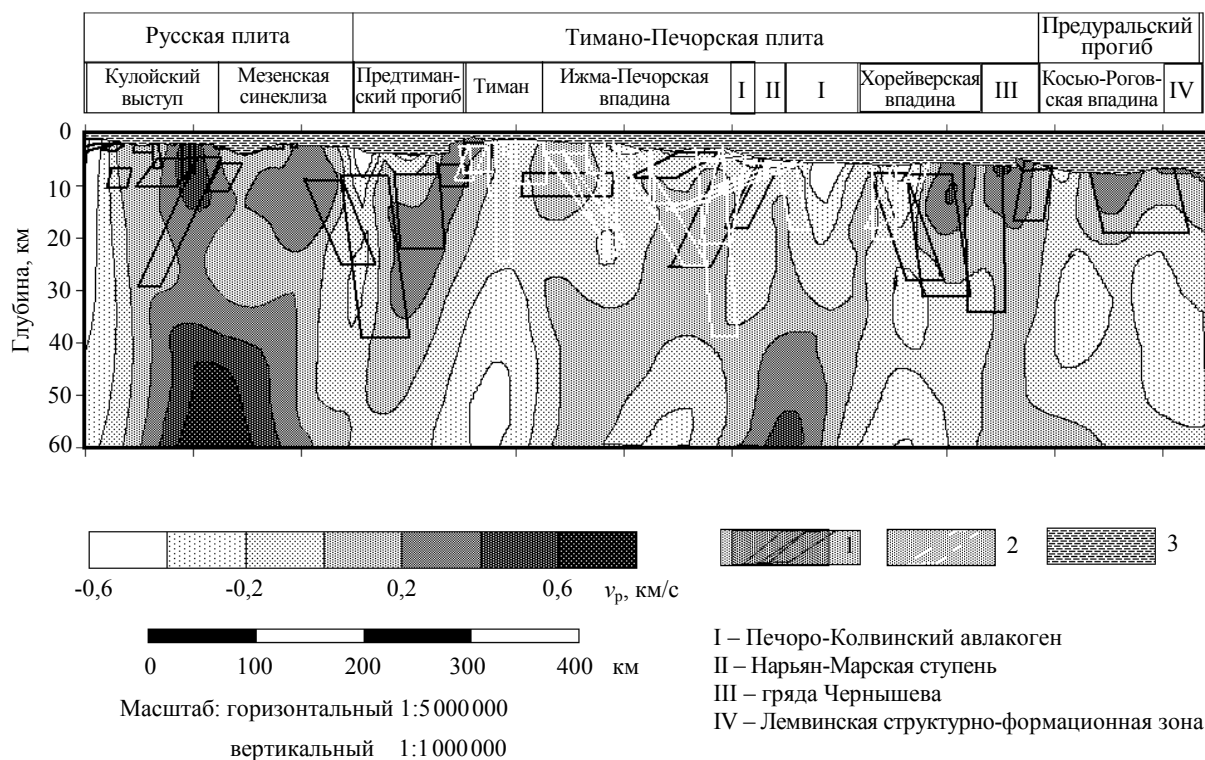 Русская плита
Тимано-Печорская плита
Предуральский
прогиб
Кулойский
выступ
Мезенская
синеклиза
Предтиман-
ский прогиб
Тиман
Ижма-Печорская
впадина
I
II
I
Хорейверская
впадина
III
Косью-Рогов-
ская впадина
IV
Глубина, км
0
10
20
30
40
50
60
-0,6
-0,2
0,2
0,6
vр, км/с
1
2
3
0
100
200
300
400
км
Масштаб: горизонтальный 1:5 000 000
вертикальный 1:1 000 000
I – Печоро-Колвинский авлакоген
II – Нарьян-Марская ступень
III – гряда Чернышева
IV – Лемвинская структурно-формационная зона